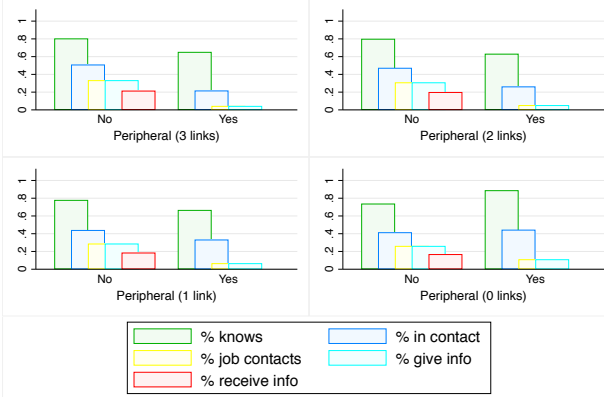 1
.8
.6
.4
.2
0
No Yes
Peripheral (3 links)
1
.8
.6
.4
.2
0
No Yes
Peripheral (2 links)
1
.8
.6
.4
.2
0
No Yes
Peripheral (1 link)
1
.8
.6
.4
.2
0
No Yes
Peripheral (0 links)
% knows % in contact
% job contacts % give info
% receive info